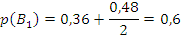 p(B₁) = 0,36 + 0,48/2 = 0,6